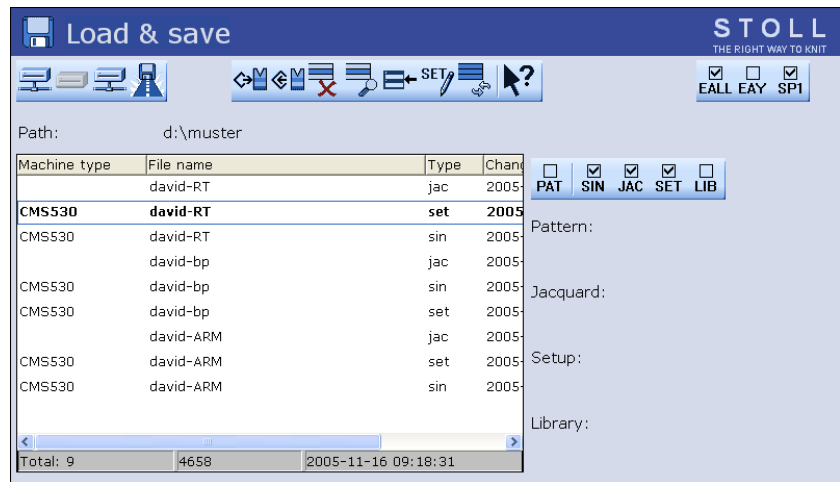 Load & save
STOLL
THE RIGHT WAY TO KNIT
SET
?
EALL EAY SP1
Path: d:\muster
Machine type File name Type Chang
david-RT jac 2005-
CMS530 david-RT set 2005
CMS530 david-RT sin 2005-
david-bp jac 2005-
CMS530 david-bp sin 2005-
CMS530 david-bp set 2005-
david-ARM jac 2005-
CMS530 david-ARM set 2005-
CMS530 david-ARM sin 2005-
Total: 9 4658 2005-11-16 09:18:31
PAT SIN JAC SET LIB
Pattern:
Jacquard:
Setup:
Library: